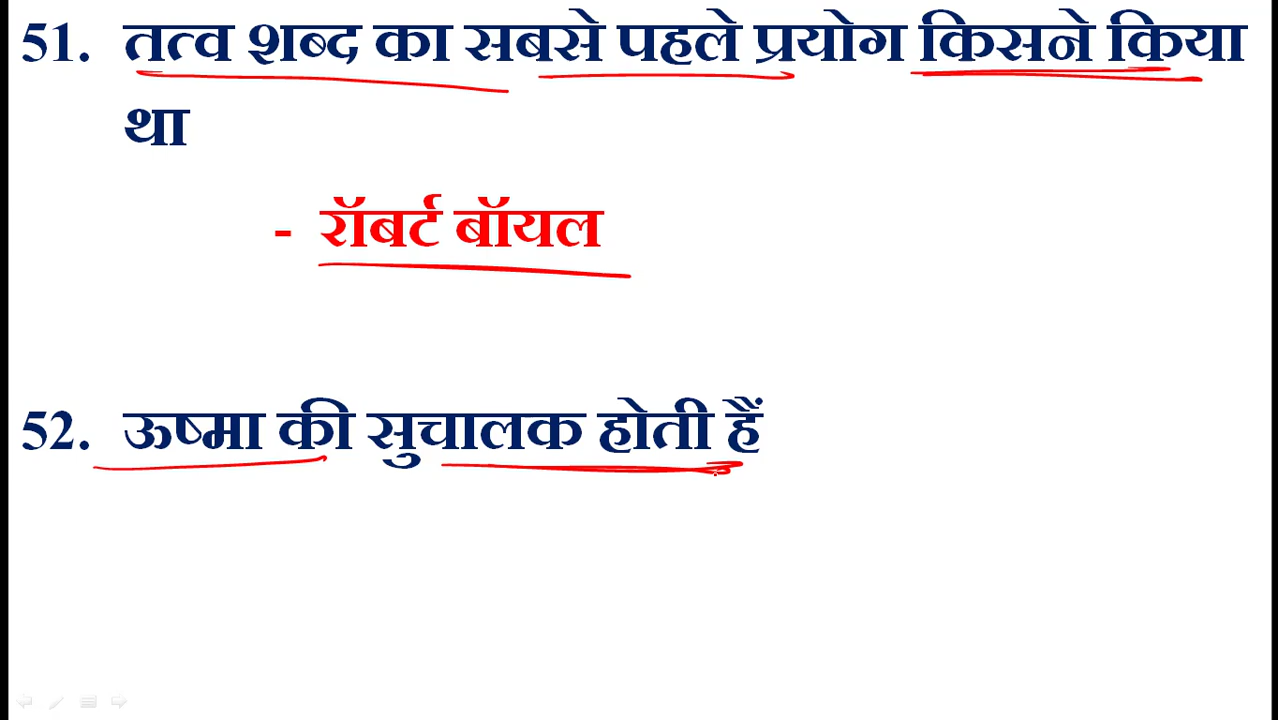 51. तत्व शब्द का सबसे पहले प्रयोग किसने किया
था
- रॉबर्ट बॉयल
52. ऊष्मा की सुचालक होती हैं